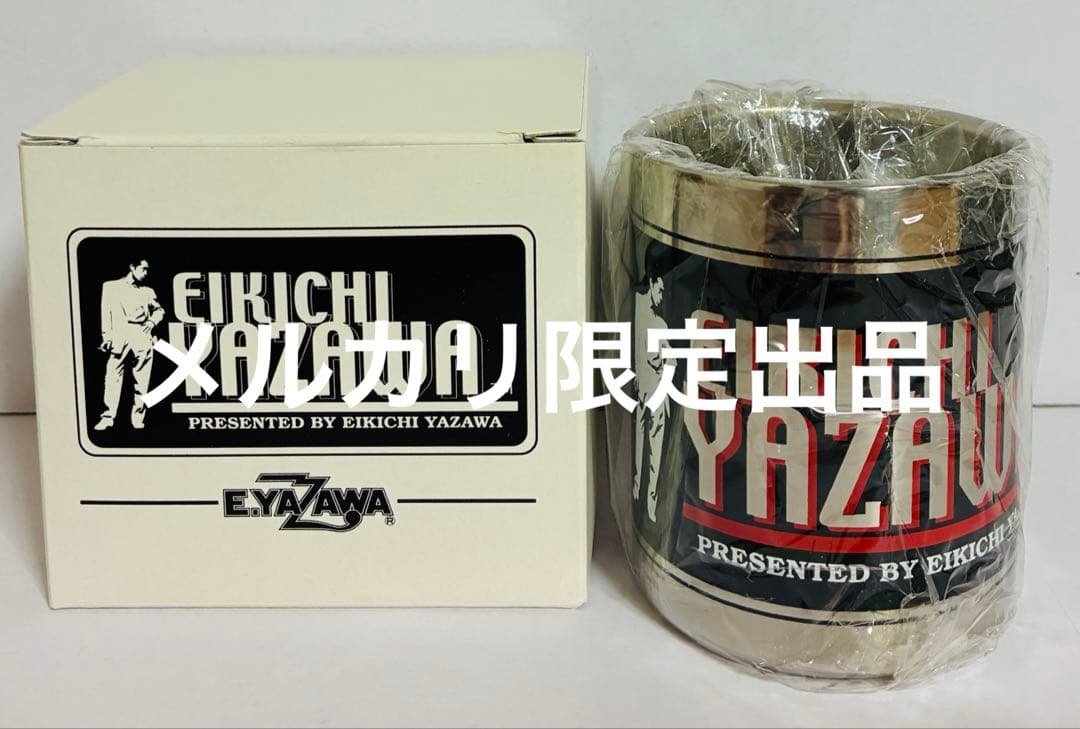 EIKICHI
YAZAWA
PRESENTED BY EIKICHI YAZAWA
E.YAZAWA
®
メルカリ限定出品
EIKICHI
YAZAW
PRESENTED BY EIKICHI